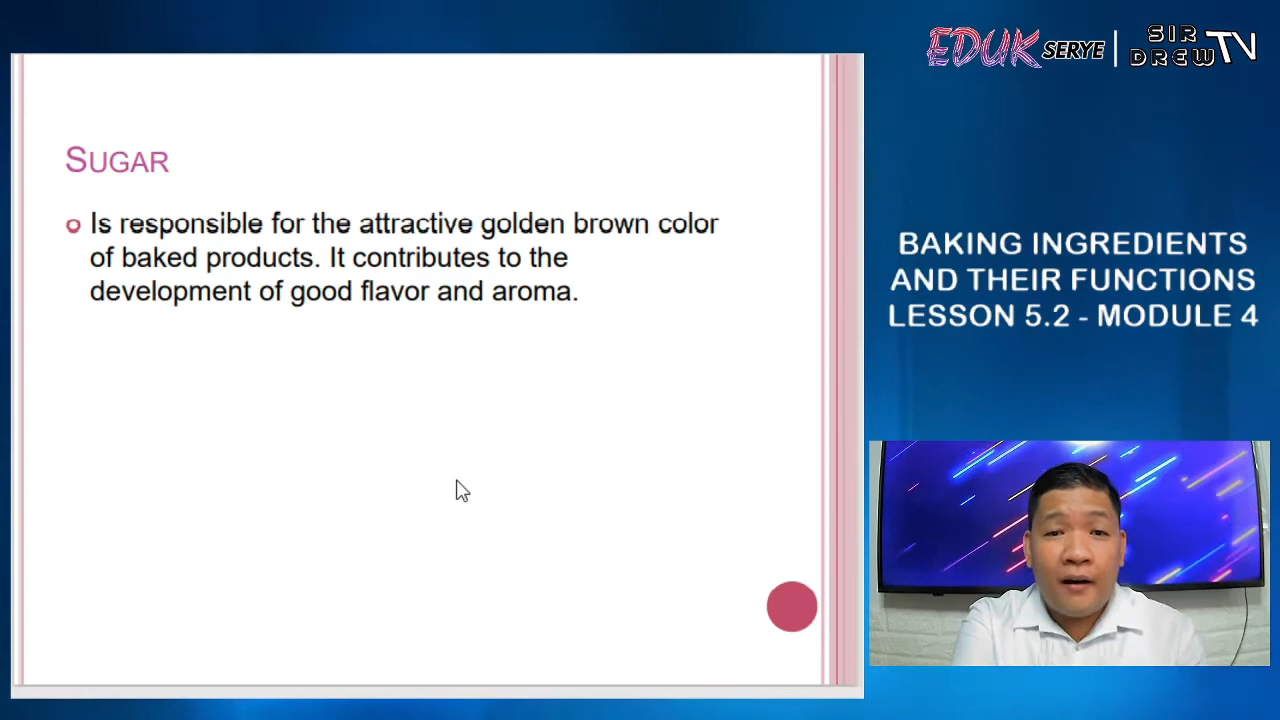 EDUK SERYE | SIR DREW TV
SUGAR
Is responsible for the attractive golden brown color
of baked products. It contributes to the
development of good flavor and aroma.
BAKING INGREDIENTS
AND THEIR FUNCTIONS
LESSON 5.2 - MODULE 4